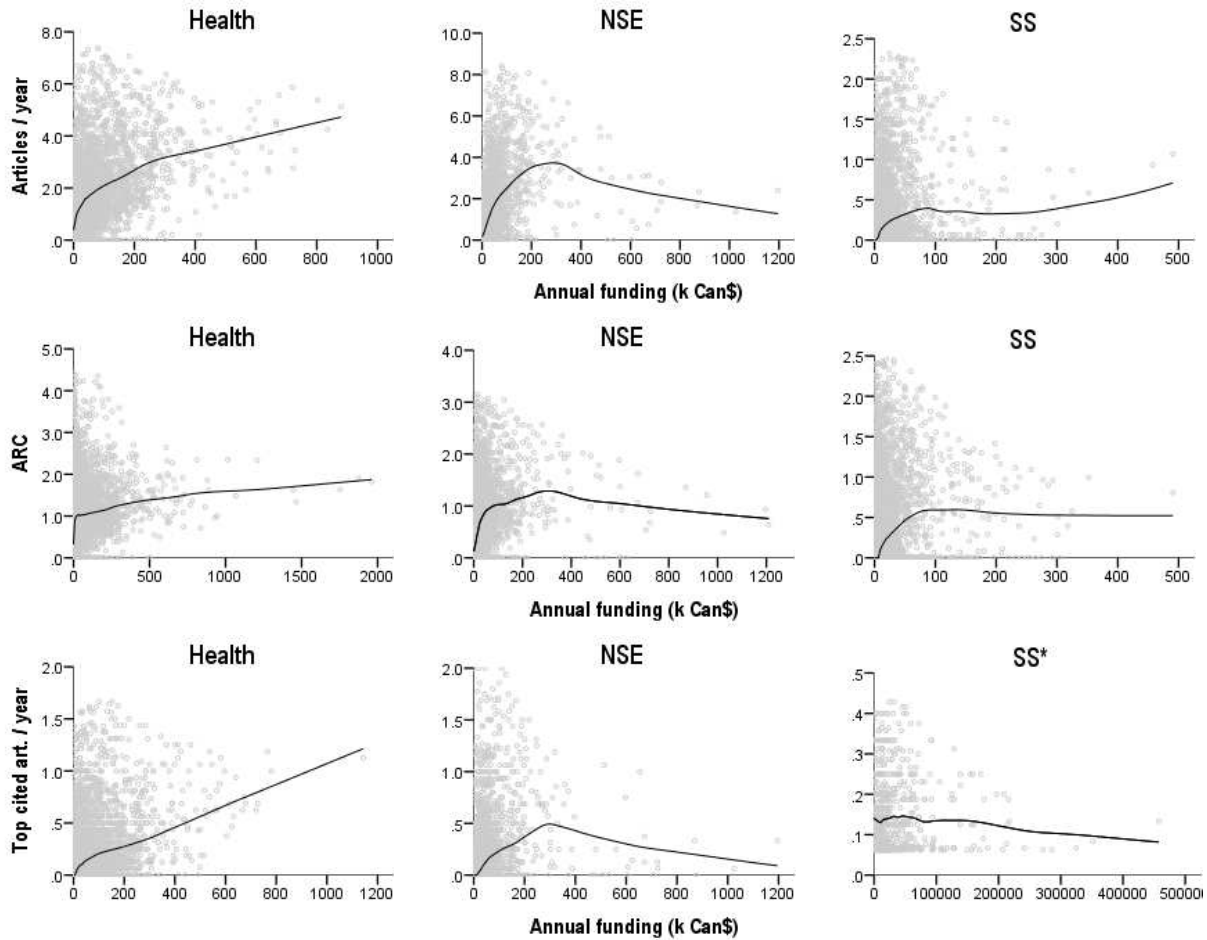 Health NSE SS
Articles / year
8.0
6.0
4.0
2.0
.0
0 200 400 600 800 1000
10.0
8.0
6.0
4.0
2.0
.0
0 200 400 600 800 1000 1200
2.5
2.0
1.5
1.0
.5
.0
0 100 200 300 400 500
Annual funding (k Can$)
Health NSE SS
ARC
5.0
4.0
3.0
2.0
1.0
.0
0 500 1000 1500 2000
4.0
3.0
2.0
1.0
.0
0 200 400 600 800 1000 1200
2.5
2.0
1.5
1.0
.5
.0
0 100 200 300 400 500
Annual funding (k Can$)
Health NSE SS*
Top cited art. / year
2.0
1.5
1.0
.5
.0
0 200 400 600 800 1000 1200
2.0
1.5
1.0
.5
.0
0 200 400 600 800 1000 1200
.5
.4
.3
.2
.1
.0
0 100000 200000 300000 400000
Annual funding (k Can$)